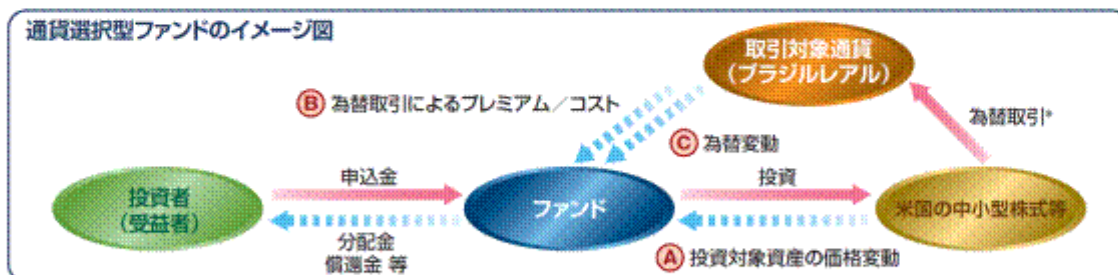 通貨選択型ファンドのイメージ図
取引対象通貨
(ブラジルレアル)
B 為替取引によるプレミアム/コスト
為替取引*
C 為替変動
申込金
投資
投資者
(受益者)
ファンド
米国の中小型株式等
分配金
償還金 等
A 投資対象資産の価格変動